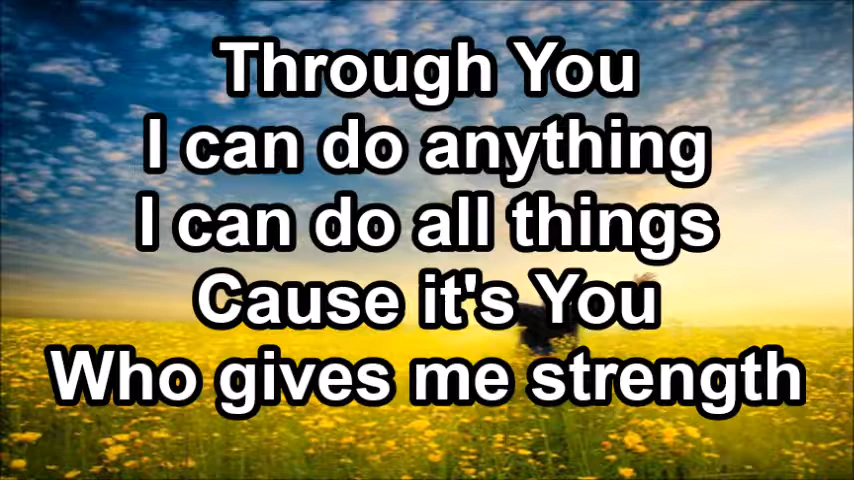 Through You
I can do anything
I can do all things
Cause it's You
Who gives me strength